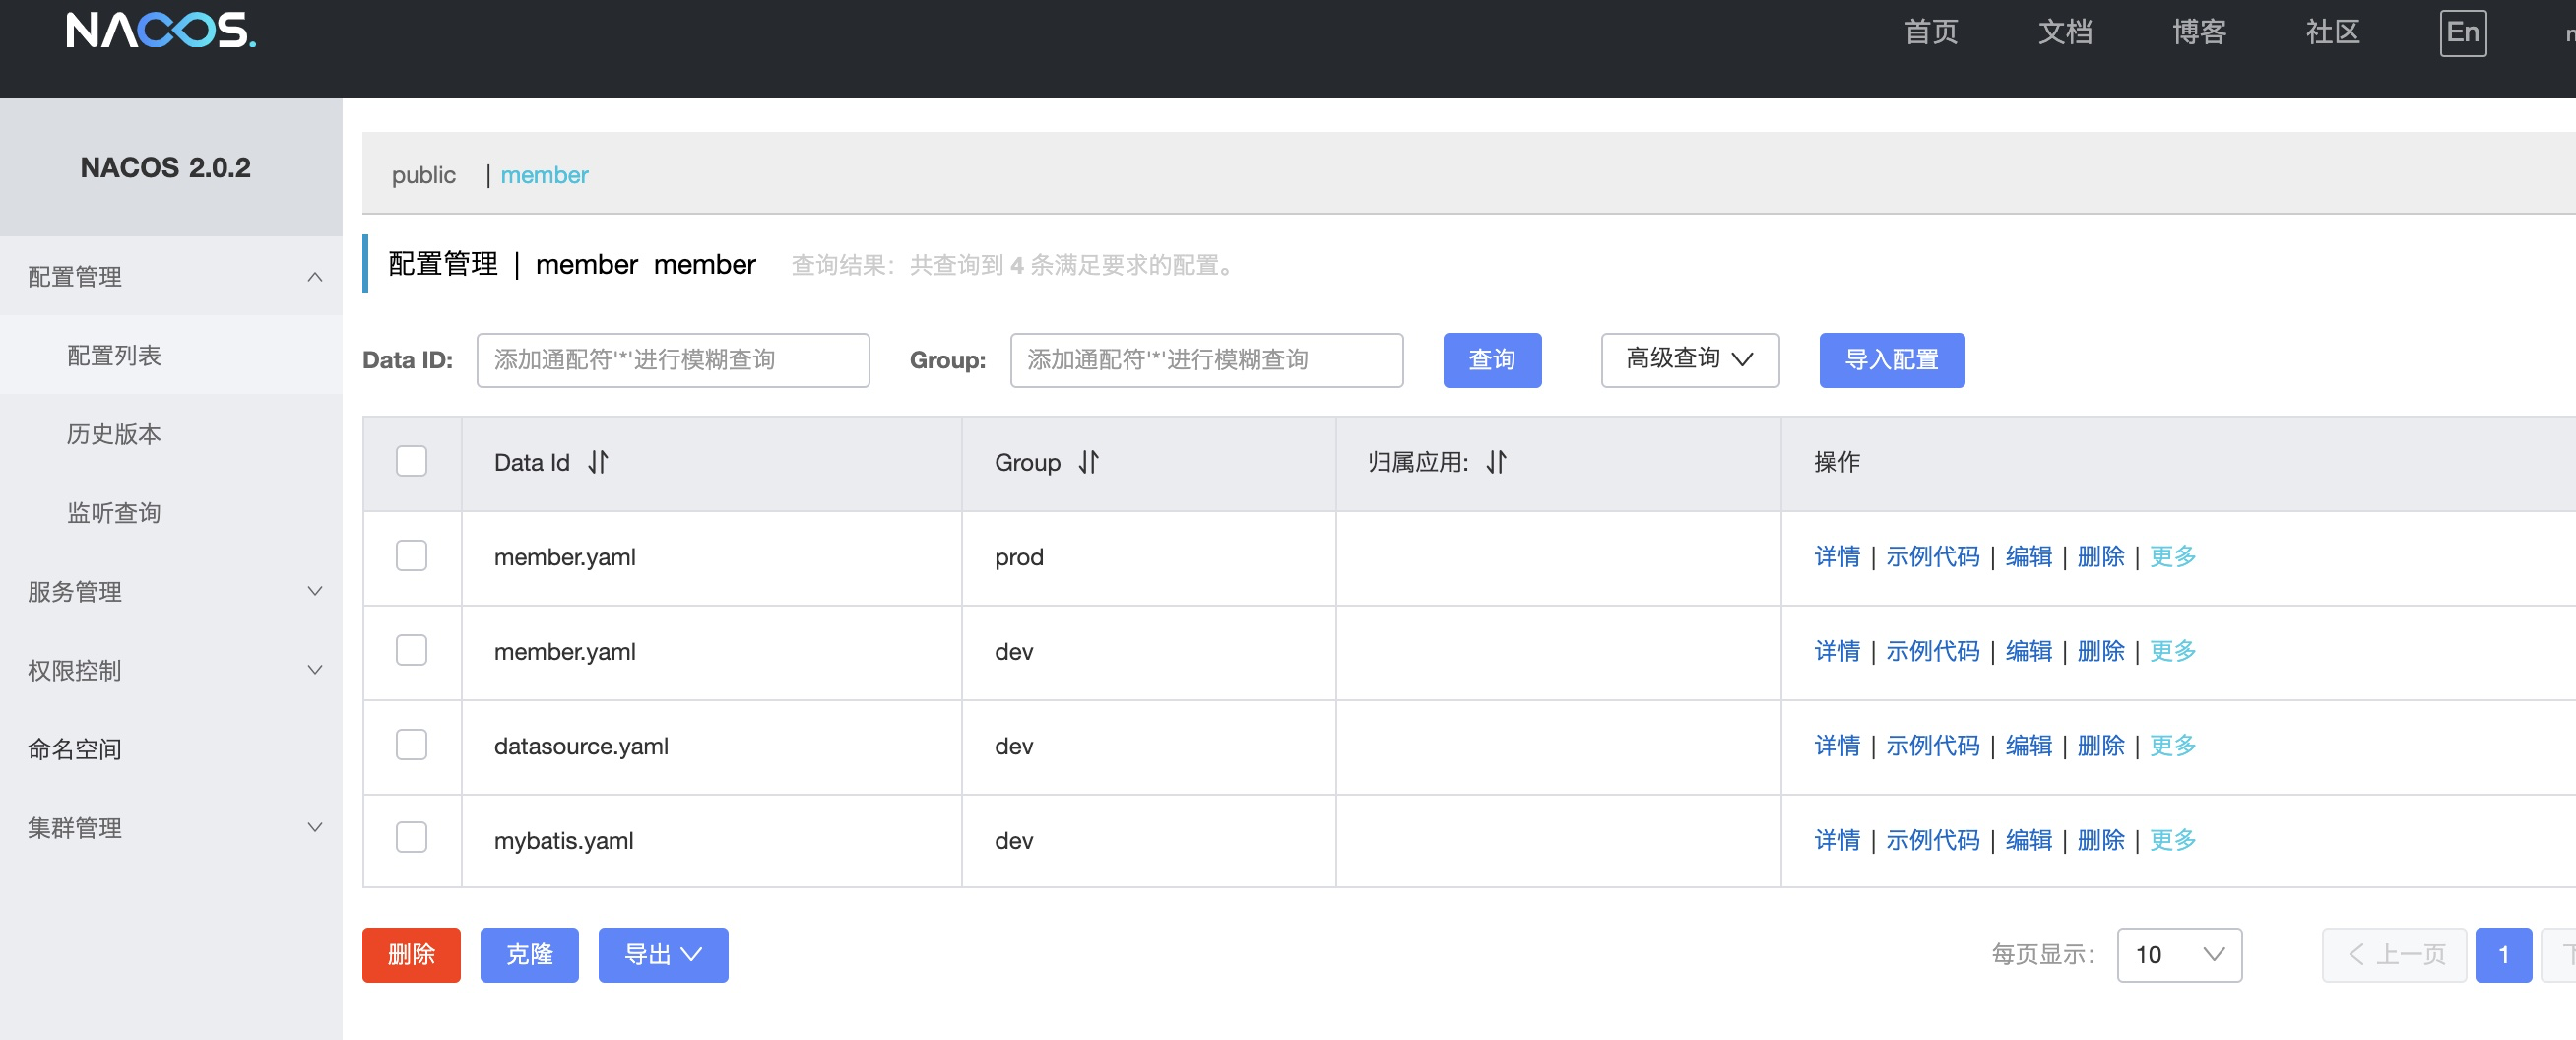 NACOS.
首页 文档 博客 社区 En
NACOS 2.0.2
public | member
配置管理
配置管理 | member member 查询结果：共查询到 4 条满足要求的配置。
配置列表
Data ID: 添加通配符'*'进行模糊查询 Group: 添加通配符'*'进行模糊查询 查询 高级查询 导入配置
历史版本
Data Id Group 归属应用: 操作
监听查询
member.yaml prod 详情 | 示例代码 | 编辑 | 删除 | 更多
服务管理
member.yaml dev 详情 | 示例代码 | 编辑 | 删除 | 更多
权限控制
datasource.yaml dev 详情 | 示例代码 | 编辑 | 删除 | 更多
命名空间
mybatis.yaml dev 详情 | 示例代码 | 编辑 | 删除 | 更多
集群管理
删除 克隆 导出 每页显示: 10 上一页 1